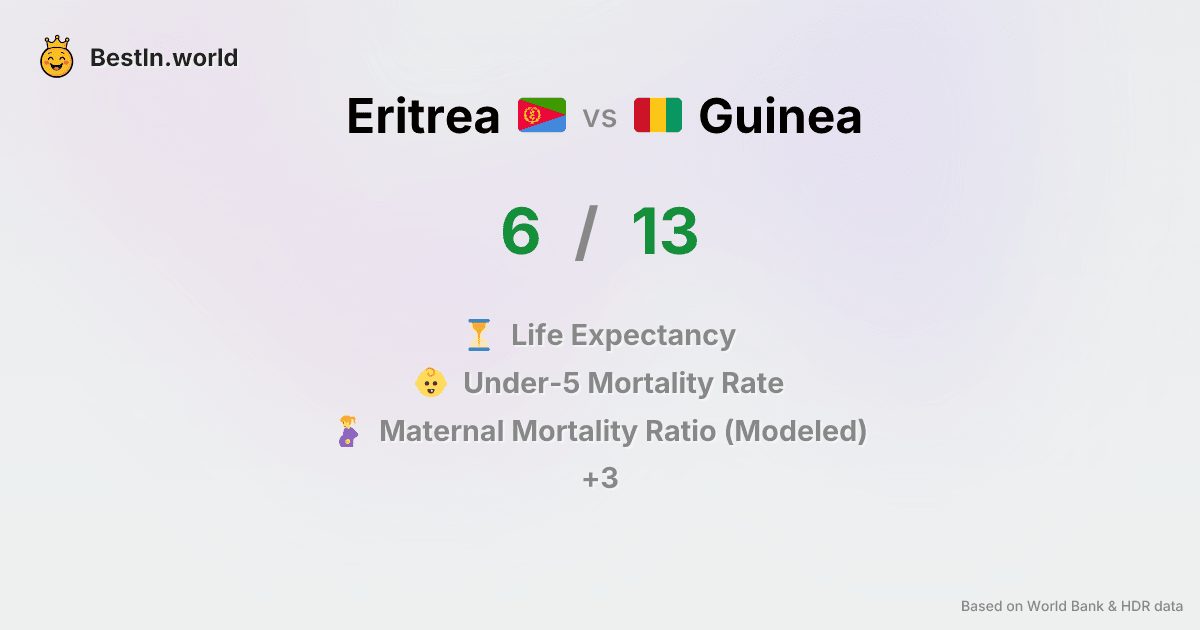 BestIn.world
Eritrea vs Guinea
6 / 13
Life Expectancy
Under-5 Mortality Rate
Maternal Mortality Ratio (Modeled)
+3
Based on World Bank & HDR data